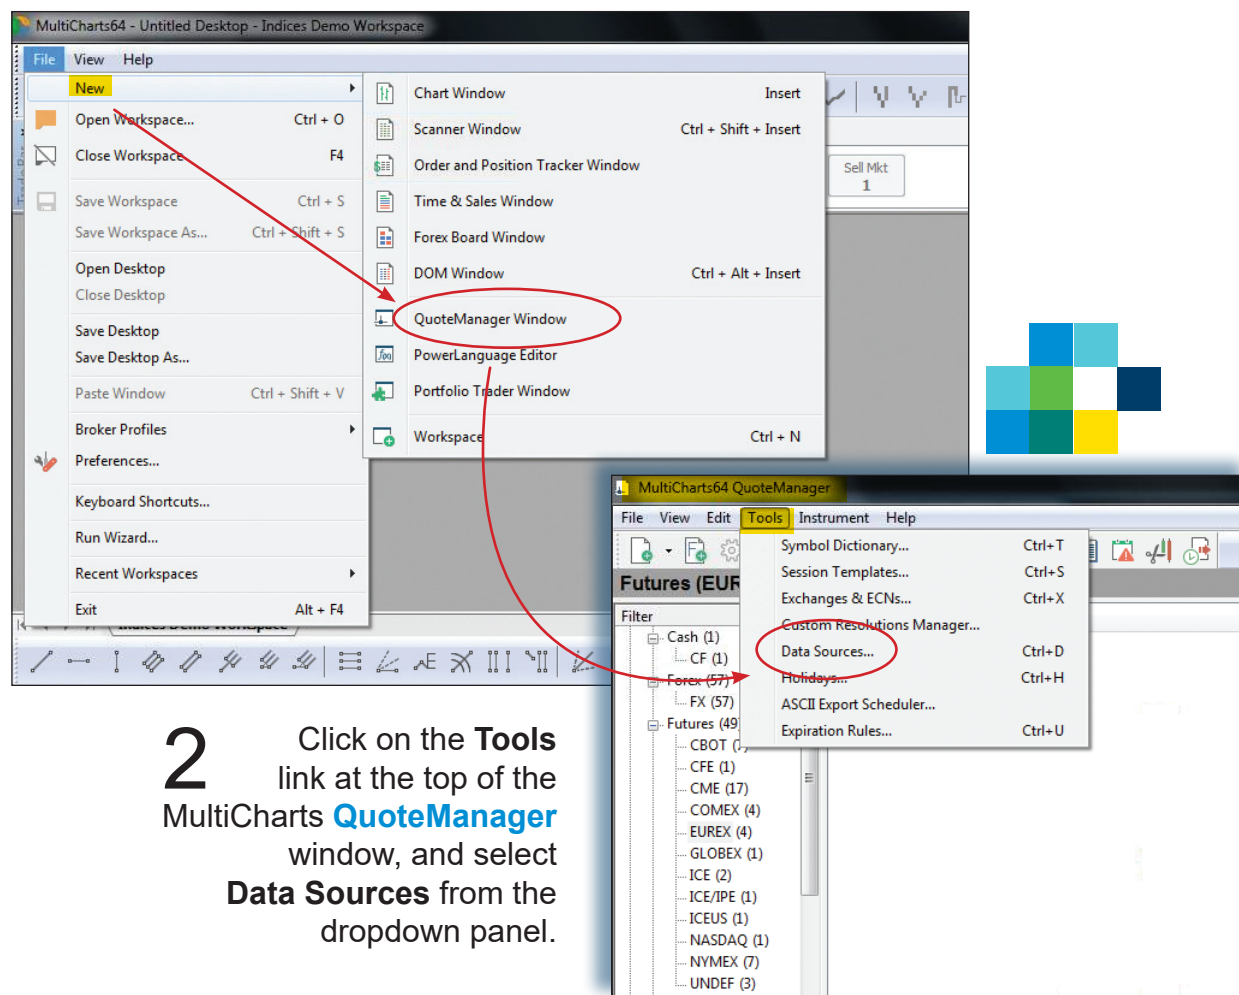 MultiCharts64 - Untitled Desktop - Indices Demo Workspace
File View Help
New
Open Workspace... Ctrl + O
Close Workspace F4
Save Workspace Ctrl + S
Save Workspace As... Ctrl + Shift + S
Open Desktop
Close Desktop
Save Desktop
Save Desktop As...
Paste Window Ctrl + Shift + V
Broker Profiles
Preferences...
Keyboard Shortcuts...
Run Wizard...
Recent Workspaces
Exit Alt + F4
Chart Window Insert
Scanner Window Ctrl + Shift + Insert
Order and Position Tracker Window
Time & Sales Window
Forex Board Window
DOM Window Ctrl + Alt + Insert
QuoteManager Window
PowerLanguage Editor
Portfolio Trader Window
Workspace Ctrl + N
Sell Mkt
1
Indices Demo Workspace
MultiCharts64 QuoteManager
File View Edit Tools Instrument Help
Symbol Dictionary... Ctrl+T
Session Templates... Ctrl+S
Exchanges & ECNs... Ctrl+X
Custom Resolutions Manager...
Data Sources... Ctrl+D
Holidays... Ctrl+H
ASCII Export Scheduler...
Expiration Rules... Ctrl+U
Futures (EUR
Filter
Cash (1)
CF (1)
Forex (57)
FX (57)
Futures (49)
CBOT (7)
CFE (1)
CME (17)
COMEX (4)
EUREX (4)
GLOBEX (1)
ICE (2)
ICE/IPE (1)
ICEUS (1)
NASDAQ (1)
NYMEX (7)
UNDEF (3)
2 Click on the Tools
link at the top of the
MultiCharts QuoteManager
window, and select
Data Sources from the
dropdown panel.